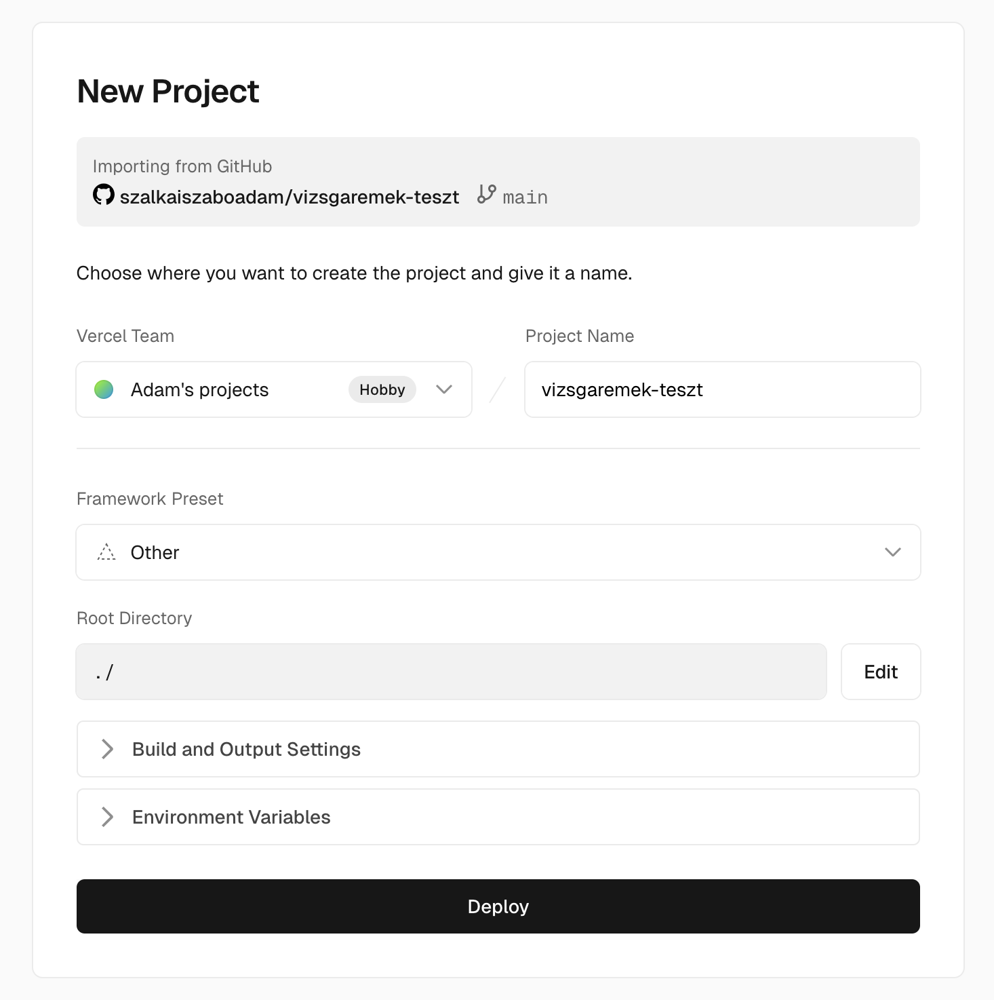 New Project
Importing from GitHub
szalkaiszaboadam/vizsgaremek-teszt main
Choose where you want to create the project and give it a name.
Vercel Team
Project Name
Adam's projects Hobby / vizsgaremek-teszt
Framework Preset
Other
Root Directory
./
Edit
Build and Output Settings
Environment Variables
Deploy